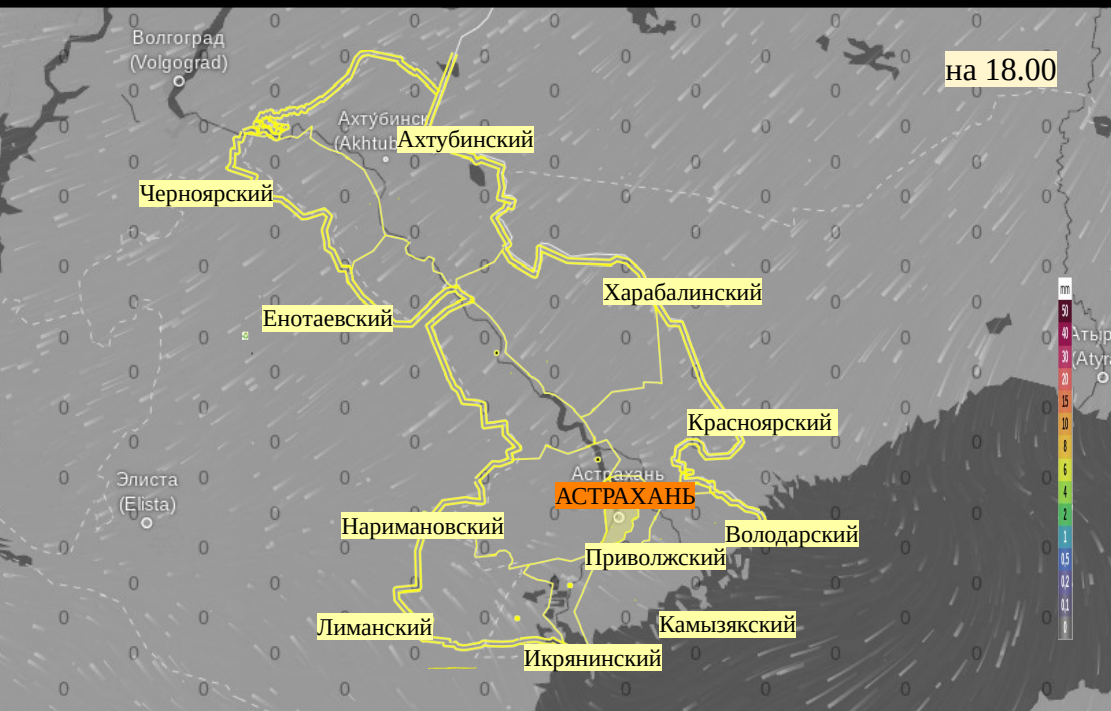 Волгоград
(Volgograd)
на 18.00
Ахтубинск
(Akhtub
Ахтубинский
Черноярский
Харабалинский
Енотаевский
mm
50
40
30
20
15
10
8
6
4
2
1
0,5
0,2
0,1
0
Атыр
(Atyra
Красноярский
Элиста
(Elista)
Астрахань
АСТРАХАНЬ
Наримановский
Володарский
Приволжский
Лиманский
Камызякский
Икрянинский